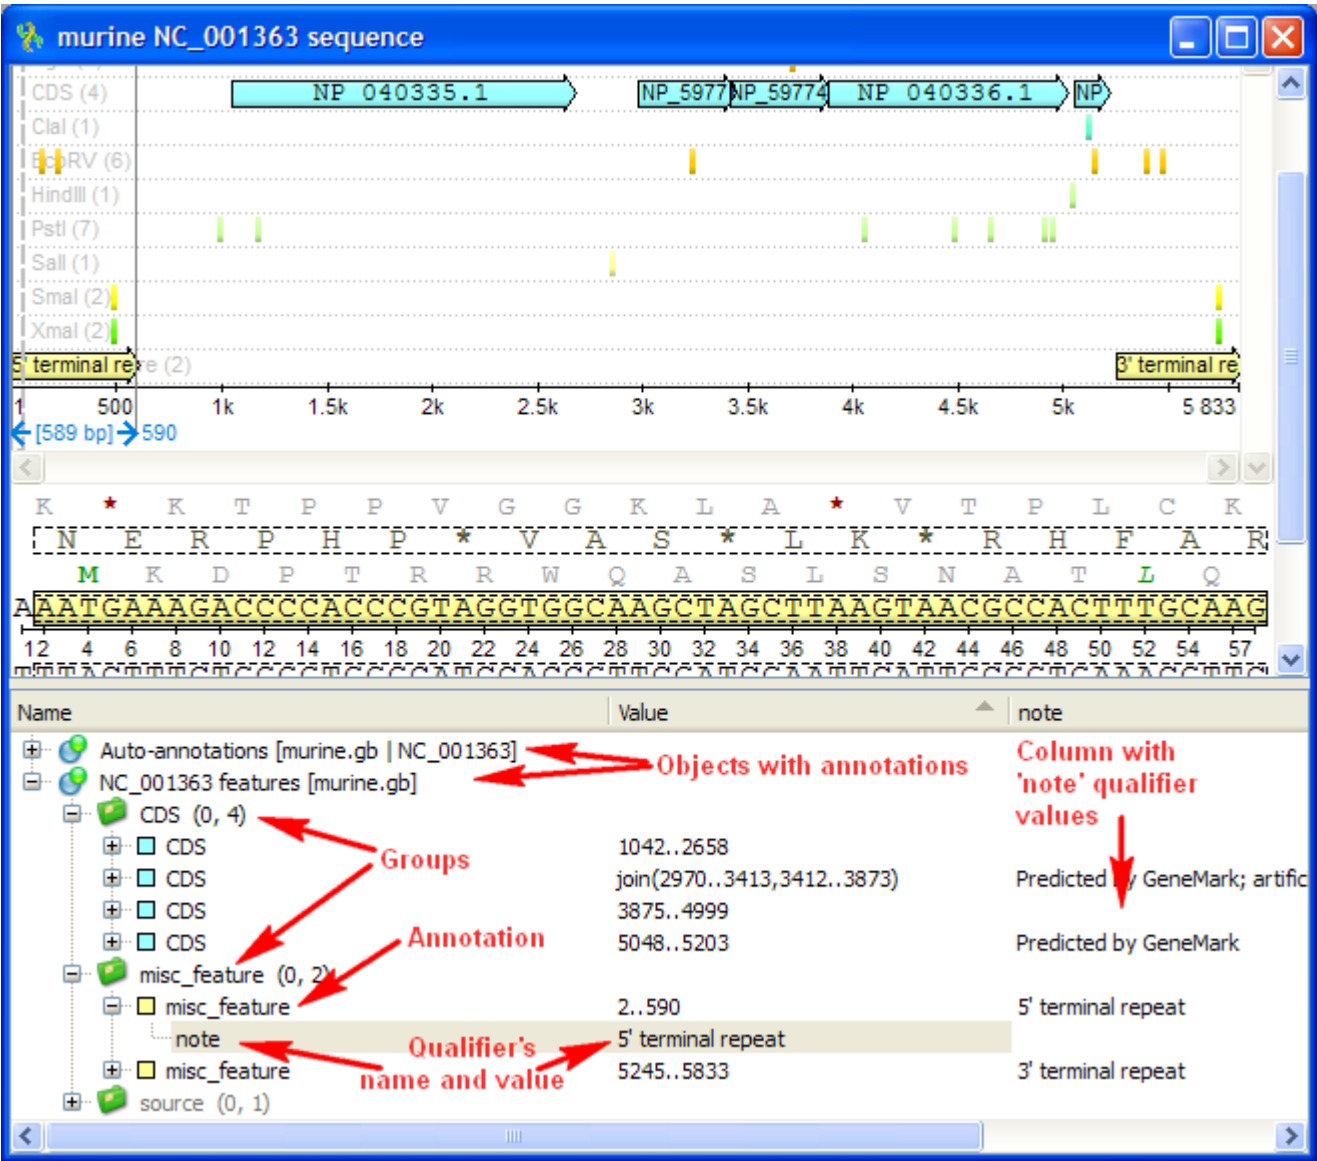 murine NC_001363 sequence
CDS (4)
NP 040335.1
NP_5977
NP_59774
NP 040336.1
NP
ClaI (1)
EcoRV (6)
HindIII (1)
PstI (7)
SalI (1)
SmaI (2)
XmaI (2)
5' terminal re
re (2)
3' terminal re
1 500 1k 1.5k 2k 2.5k 3k 3.5k 4k 4.5k 5k 5 833
[589 bp] 590
K * K T P P V G G K L A * V T P L C K
N E R P H P * V A S * L K * R H F A R
M K D P T R R W Q A S L S N A T L Q
AAATGAAAGACCCCACCCGTAGGTGGCAAGCTAGCTTAAGTAACGCCACTTTGCAAG
1 2 4 6 8 10 12 14 16 18 20 22 24 26 28 30 32 34 36 38 40 42 44 46 48 50 52 54 57
Name Value note
Auto-annotations [murine.gb | NC_001363]
NC_001363 features [murine.gb]
Objects with annotations
Column with
'note' qualifier
values
CDS (0, 4)
Groups
CDS 1042..2658
CDS join(2970..3413,3412..3873) Predicted by GeneMark; artific
CDS 3875..4999
CDS 5048..5203 Predicted by GeneMark
Annotation
misc_feature (0, 2)
misc_feature 2..590 5' terminal repeat
note 5' terminal repeat
Qualifier's
name and value
misc_feature 5245..5833 3' terminal repeat
source (0, 1)